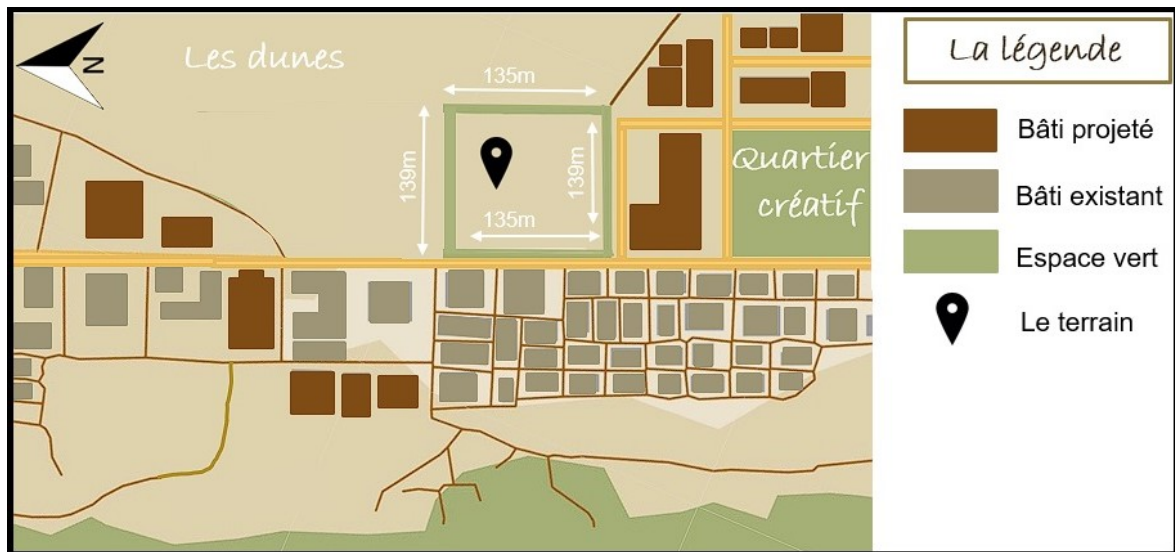 N
Les dunes
135m
139m
139m
135m
Quartier
créatif
La légende
Bâti projeté
Bâti existant
Espace vert
Le terrain